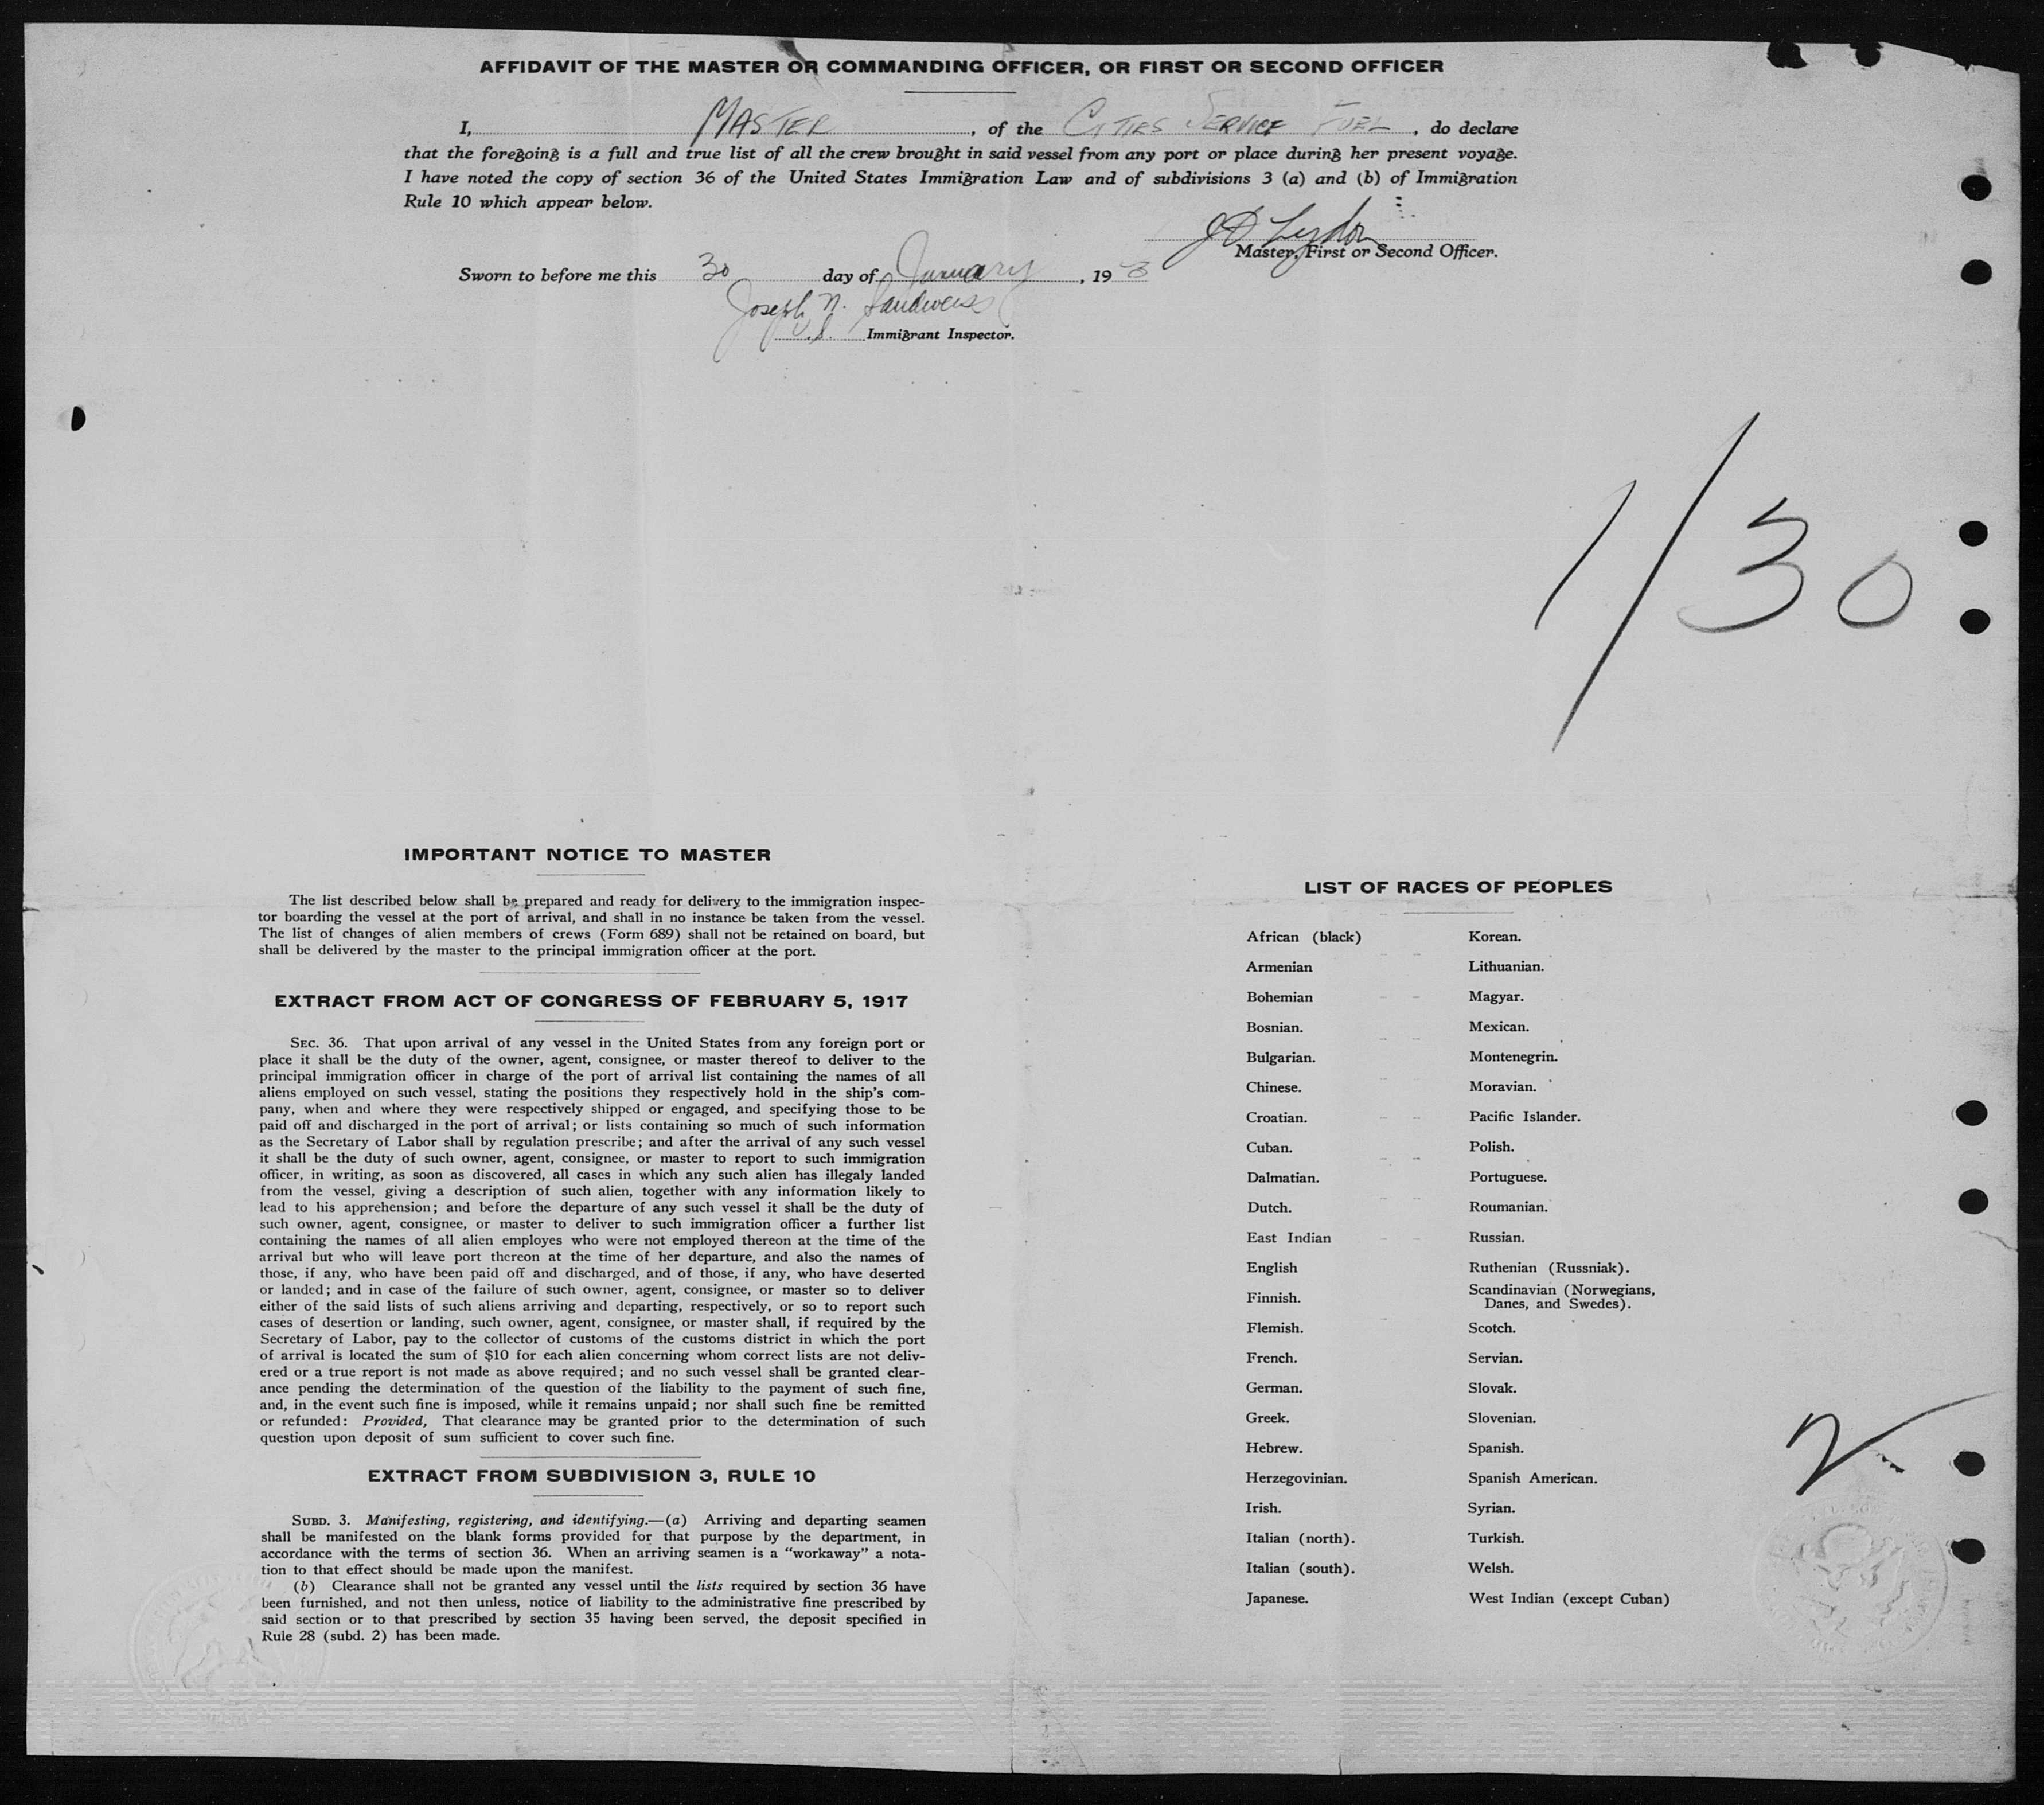 AFFIDAVIT OF THE MASTER OR COMMANDING OFFICER, OR FIRST OR SECOND OFFICER
I, MASTER, of the CITIES SERVICE FUEL, do declare
that the foregoing is a full and true list of all the crew brought in said vessel from any port or place during her present voyage.
I have noted the copy of section 36 of the United States Immigration Law and of subdivisions 3 (a) and (b) of Immigration
Rule 10 which appear below.
Master, First or Second Officer.
Sworn to before me this 30 day of January, 19
Joseph N. Sandweiss
U.S. Immigrant Inspector.
1/30
IMPORTANT NOTICE TO MASTER
The list described below shall be prepared and ready for delivery to the immigration inspec-
tor boarding the vessel at the port of arrival, and shall in no instance be taken from the vessel.
The list of changes of alien members of crews (Form 689) shall not be retained on board, but
shall be delivered by the master to the principal immigration officer at the port.
EXTRACT FROM ACT OF CONGRESS OF FEBRUARY 5, 1917
SEC. 36. That upon arrival of any vessel in the United States from any foreign port or
place it shall be the duty of the owner, agent, consignee, or master thereof to deliver to the
principal immigration officer in charge of the port of arrival list containing the names of all
aliens employed on such vessel, stating the positions they respectively hold in the ship's com-
pany, when and where they were respectively shipped or engaged, and specifying those to be
paid off and discharged in the port of arrival; or lists containing so much of such information
as the Secretary of Labor shall by regulation prescribe; and after the arrival of any such vessel
it shall be the duty of such owner, agent, consignee, or master to report to such immigration
officer, in writing, as soon as discovered, all cases in which any such alien has illegaly landed
from the vessel, giving a description of such alien, together with any information likely to
lead to his apprehension; and before the departure of any such vessel it shall be the duty of
such owner, agent, consignee, or master to deliver to such immigration officer a further list
containing the names of all alien employes who were not employed thereon at the time of the
arrival but who will leave port thereon at the time of her departure, and also the names of
those, if any, who have been paid off and discharged, and of those, if any, who have deserted
or landed; and in case of the failure of such owner, agent, consignee, or master so to deliver
either of the said lists of such aliens arriving and departing, respectively, or so to report such
cases of desertion or landing, such owner, agent, consignee, or master shall, if required by the
Secretary of Labor, pay to the collector of customs of the customs district in which the port
of arrival is located the sum of $10 for each alien concerning whom correct lists are not deliv-
ered or a true report is not made as above required; and no such vessel shall be granted clear-
ance pending the determination of the question of the liability to the payment of such fine,
and, in the event such fine is imposed, while it remains unpaid; nor shall such fine be remitted
or refunded: Provided, That clearance may be granted prior to the determination of such
question upon deposit of sum sufficient to cover such fine.
EXTRACT FROM SUBDIVISION 3, RULE 10
SUBD. 3. Manifesting, registering, and identifying.—(a) Arriving and departing seamen
shall be manifested on the blank forms provided for that purpose by the department, in
accordance with the terms of section 36. When an arriving seamen is a "workaway" a nota-
tion to that effect should be made upon the manifest.
(b) Clearance shall not be granted any vessel until the lists required by section 36 have
been furnished, and not then unless, notice of liability to the administrative fine prescribed by
said section or to that prescribed by section 35 having been served, the deposit specified in
Rule 28 (subd. 2) has been made.
LIST OF RACES OF PEOPLES
African (black) Korean.
Armenian Lithuanian.
Bohemian Magyar.
Bosnian. Mexican.
Bulgarian. Montenegrin.
Chinese. Moravian.
Croatian. Pacific Islander.
Cuban. Polish.
Dalmatian. Portuguese.
Dutch. Roumanian.
East Indian Russian.
English Ruthenian (Russniak).
Finnish. Scandinavian (Norwegians,
Danes, and Swedes).
Flemish. Scotch.
French. Servian.
German. Slovak.
Greek. Slovenian.
Hebrew. Spanish.
Herzegovinian. Spanish American.
Irish. Syrian.
Italian (north). Turkish.
Italian (south). Welsh.
Japanese. West Indian (except Cuban)
2